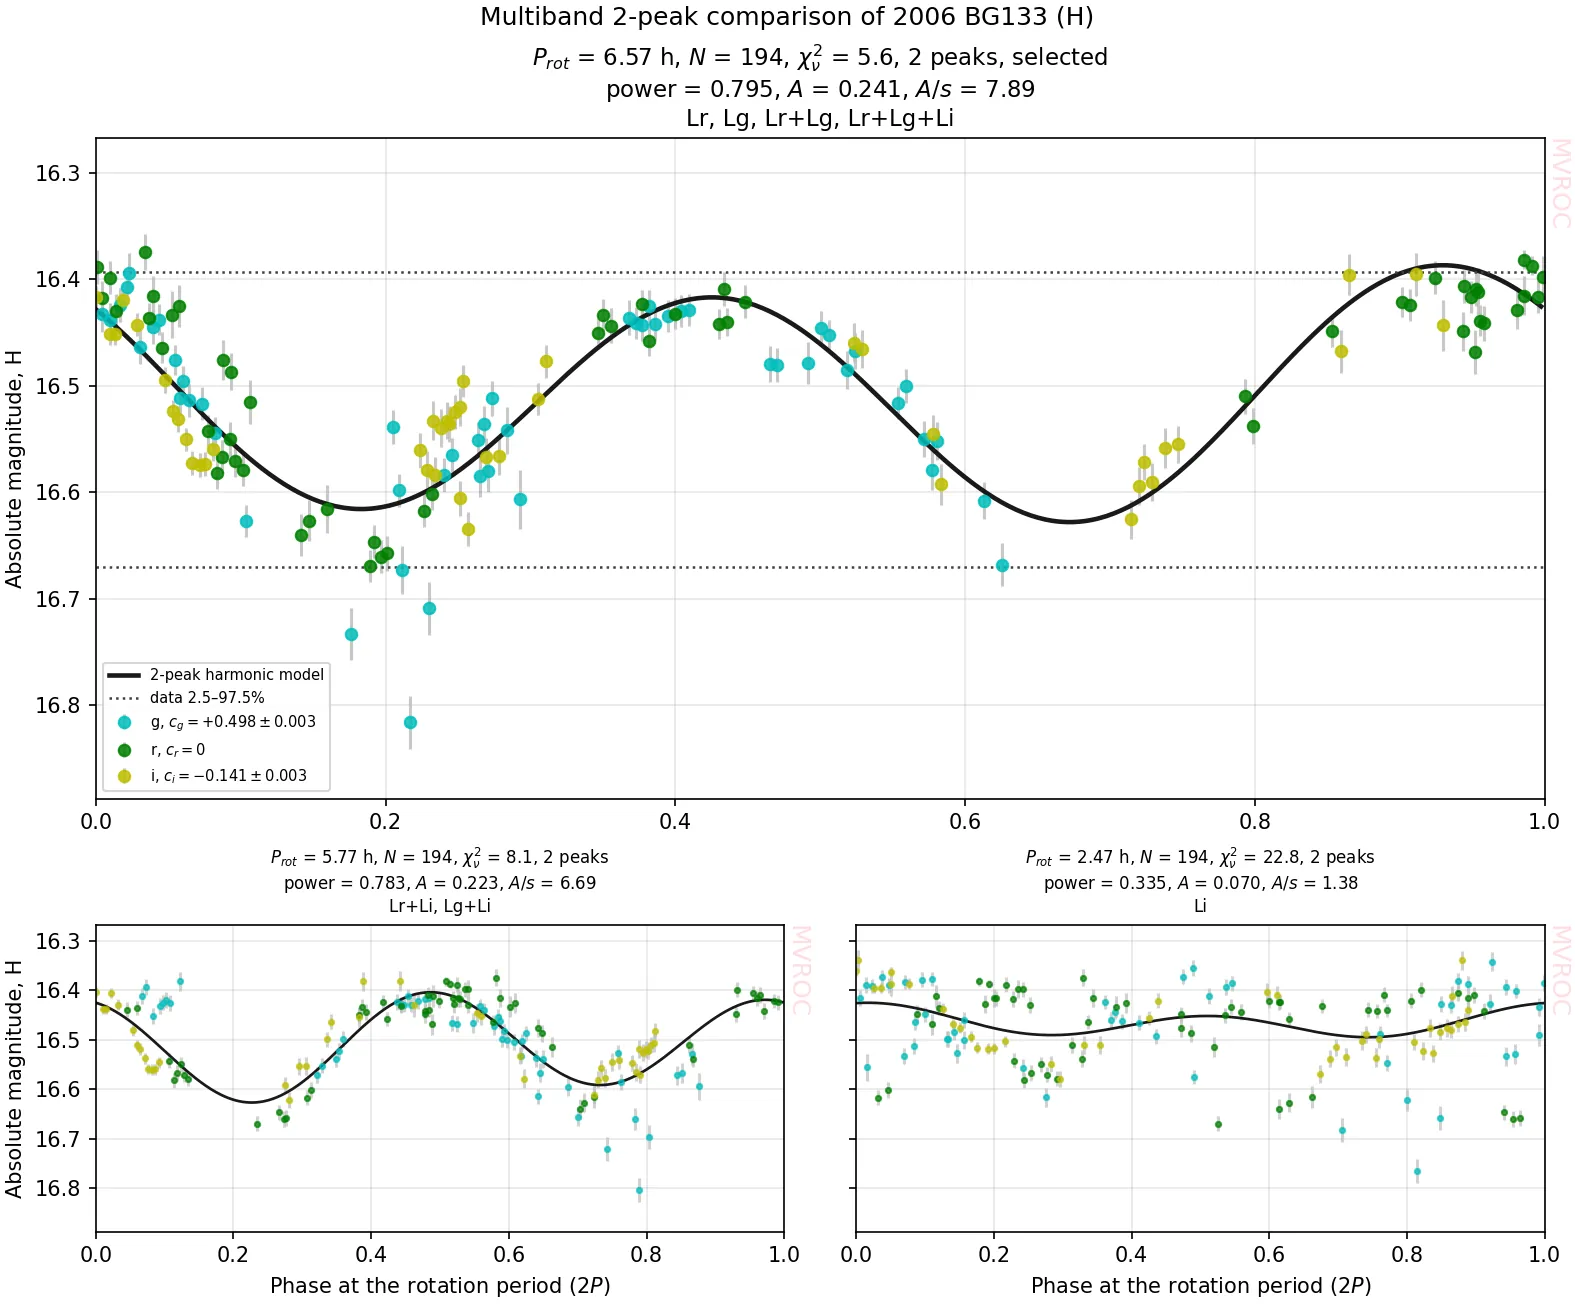 Multiband 2-peak comparison of 2006 BG133 (H)
P_rot = 6.57 h, N = 194, χ²_ν = 5.6, 2 peaks, selected
power = 0.795, A = 0.241, A/s = 7.89
Lr, Lg, Lr+Lg, Lr+Lg+Li
Absolute magnitude, H
16.3
16.4
16.5
16.6
16.7
16.8
2-peak harmonic model
data 2.5–97.5%
g, c_g = +0.498 ± 0.003
r, c_r = 0
i, c_i = −0.141 ± 0.003
0.0 0.2 0.4 0.6 0.8 1.0
MVROC
P_rot = 5.77 h, N = 194, χ²_ν = 8.1, 2 peaks
power = 0.783, A = 0.223, A/s = 6.69
Lr+Li, Lg+Li
Absolute magnitude, H
16.3
16.4
16.5
16.6
16.7
16.8
0.0 0.2 0.4 0.6 0.8 1.0
Phase at the rotation period (2P)
MVROC
P_rot = 2.47 h, N = 194, χ²_ν = 22.8, 2 peaks
power = 0.335, A = 0.070, A/s = 1.38
Li
0.0 0.2 0.4 0.6 0.8 1.0
Phase at the rotation period (2P)
MVROC